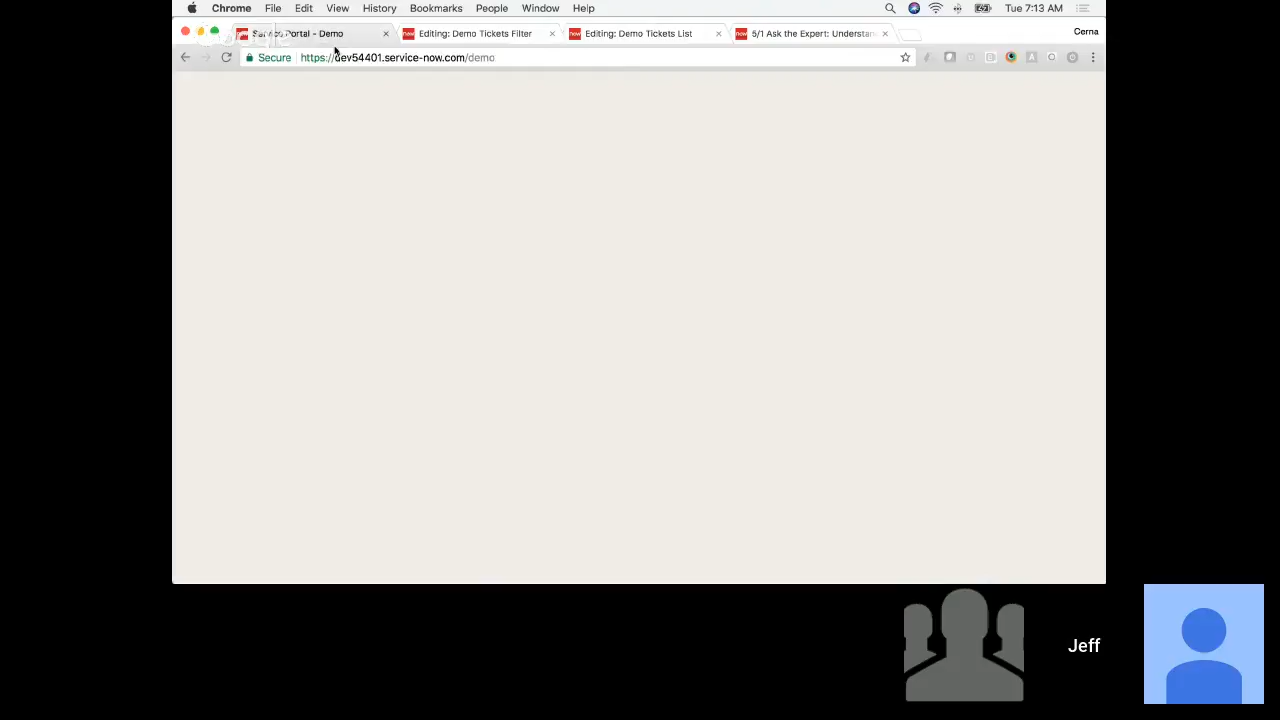 Chrome File Edit View History Bookmarks People Window Help Tue 7:13 AM
Portal - Demo Editing: Demo Tickets Filter Editing: Demo Tickets List 5/1 Ask the Expert: Understan Cerna
Secure https://dev54401.service-now.com/demo
Jeff